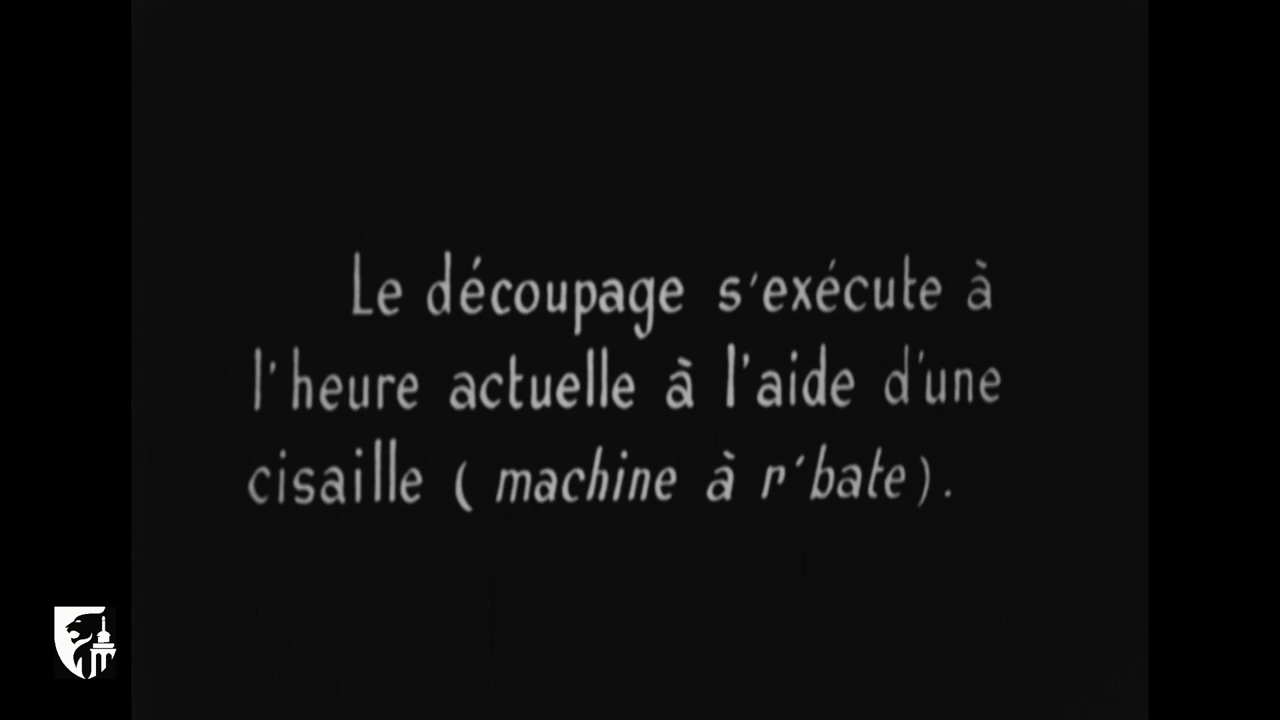 Le découpage s'exécute à
l'heure actuelle à l'aide d'une
cisaille (machine à r'bate).